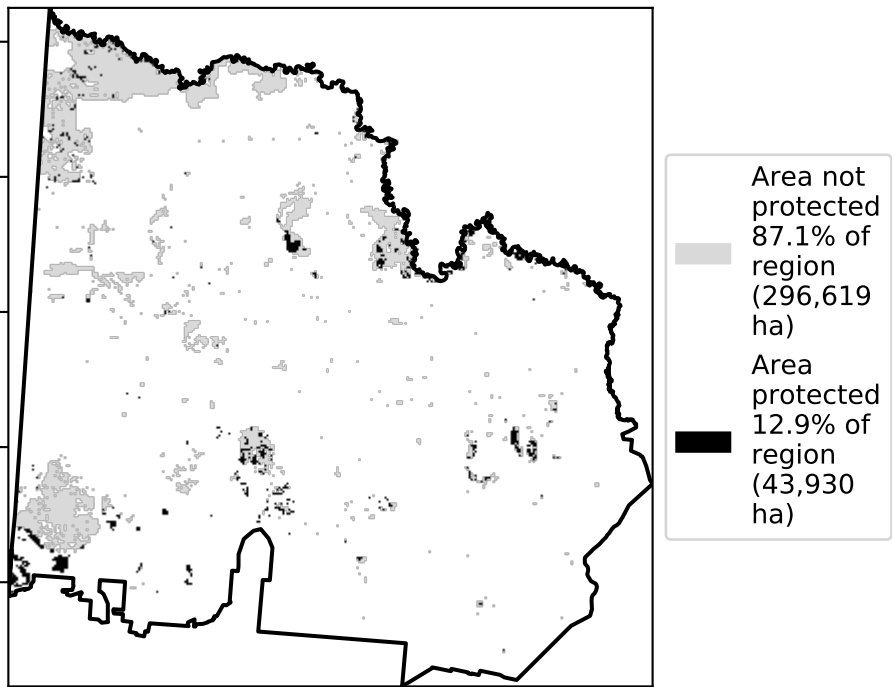 Area not
protected
87.1% of
region
(296,619
ha)
Area
protected
12.9% of
region
(43,930
ha)